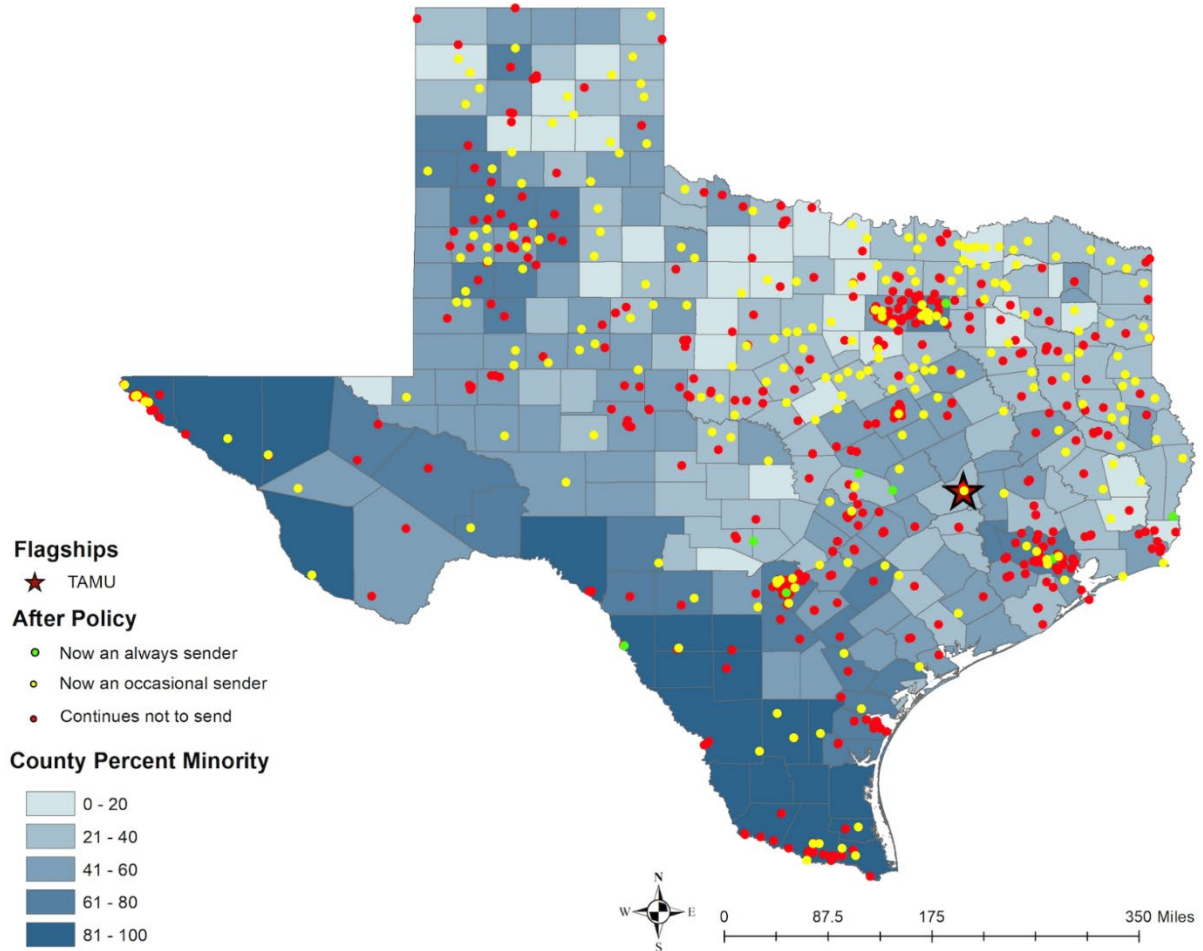 Flagships
TAMU
After Policy
Now an always sender
Now an occasional sender
Continues not to send
County Percent Minority
0 - 20
21 - 40
41 - 60
61 - 80
81 - 100
N
W E
S
0 87.5 175 350 Miles